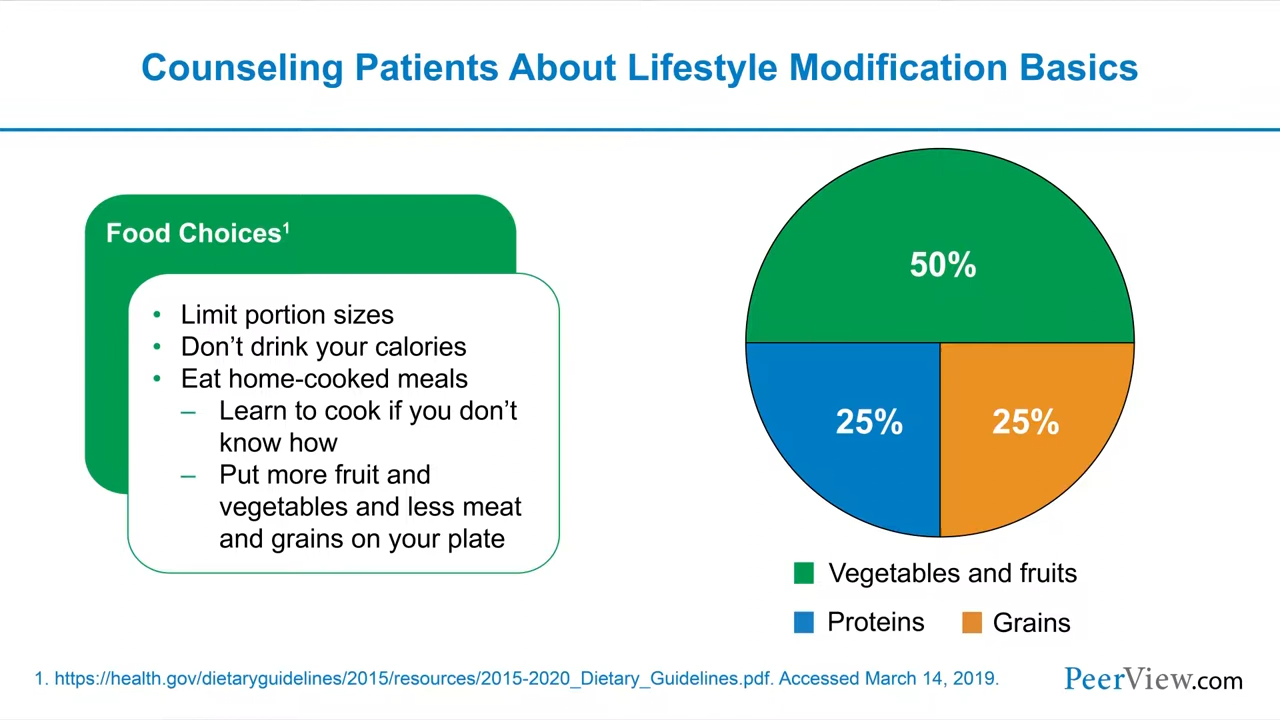 Counseling Patients About Lifestyle Modification Basics
Food Choices¹
• Limit portion sizes
• Don’t drink your calories
• Eat home-cooked meals
– Learn to cook if you don’t
know how
– Put more fruit and
vegetables and less meat
and grains on your plate
50%
25%
25%
Vegetables and fruits
Proteins
Grains
1. https://health.gov/dietaryguidelines/2015/resources/2015-2020_Dietary_Guidelines.pdf. Accessed March 14, 2019.
PeerView.com